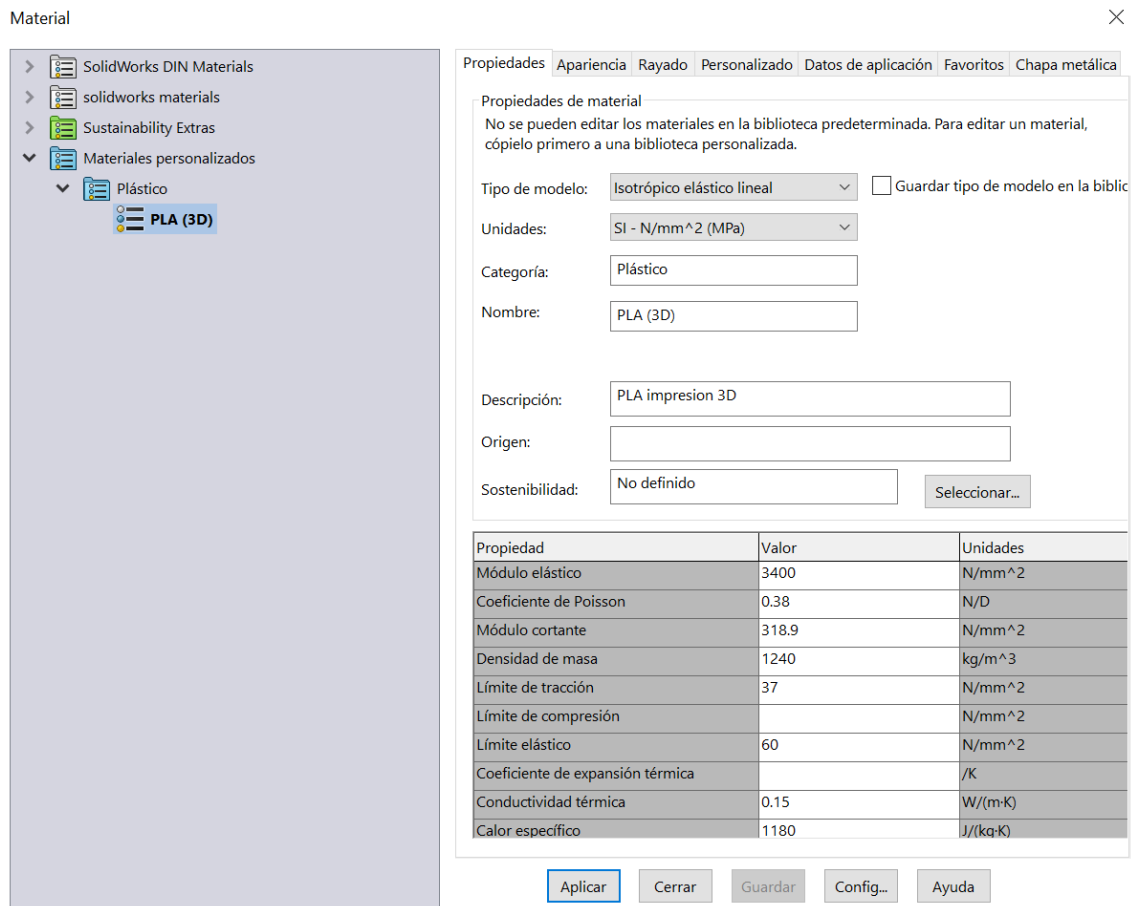 Material
SolidWorks DIN Materials
solidworks materials
Sustainability Extras
Materiales personalizados
Plástico
PLA (3D)
Propiedades Apariencia Rayado Personalizado Datos de aplicación Favoritos Chapa metálica
Propiedades de material
No se pueden editar los materiales en la biblioteca predeterminada. Para editar un material,
cópielo primero a una biblioteca personalizada.
Tipo de modelo: Isotrópico elástico lineal Guardar tipo de modelo en la biblic
Unidades: SI - N/mm^2 (MPa)
Categoría: Plástico
Nombre: PLA (3D)
Descripción: PLA impresion 3D
Origen:
Sostenibilidad: No definido Seleccionar...
Propiedad Valor Unidades
Módulo elástico 3400 N/mm^2
Coeficiente de Poisson 0.38 N/D
Módulo cortante 318.9 N/mm^2
Densidad de masa 1240 kg/m^3
Límite de tracción 37 N/mm^2
Límite de compresión N/mm^2
Límite elástico 60 N/mm^2
Coeficiente de expansión térmica /K
Conductividad térmica 0.15 W/(m·K)
Calor específico 1180 J/(kg·K)
Aplicar Cerrar Guardar Config... Ayuda